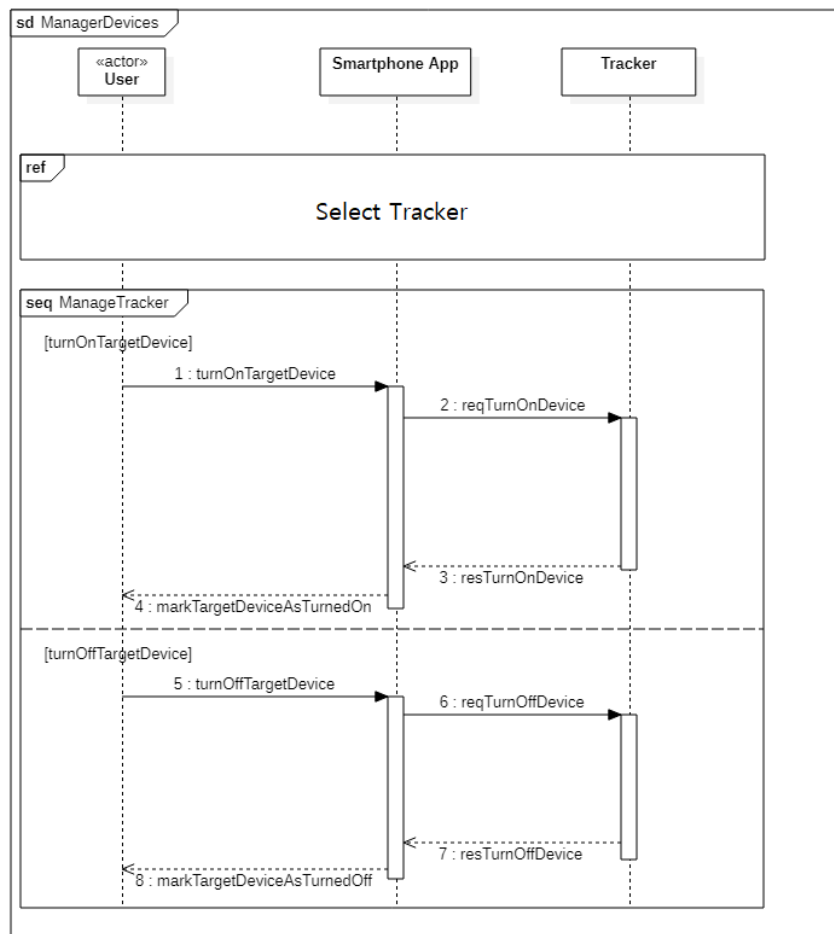 sd ManagerDevices
«actor»
User
Smartphone App
Tracker
ref
Select Tracker
seq ManageTracker
[turnOnTargetDevice]
1 : turnOnTargetDevice
2 : reqTurnOnDevice
3 : resTurnOnDevice
4 : markTargetDeviceAsTurnedOn
[turnOffTargetDevice]
5 : turnOffTargetDevice
6 : reqTurnOffDevice
7 : resTurnOffDevice
8 : markTargetDeviceAsTurnedOff